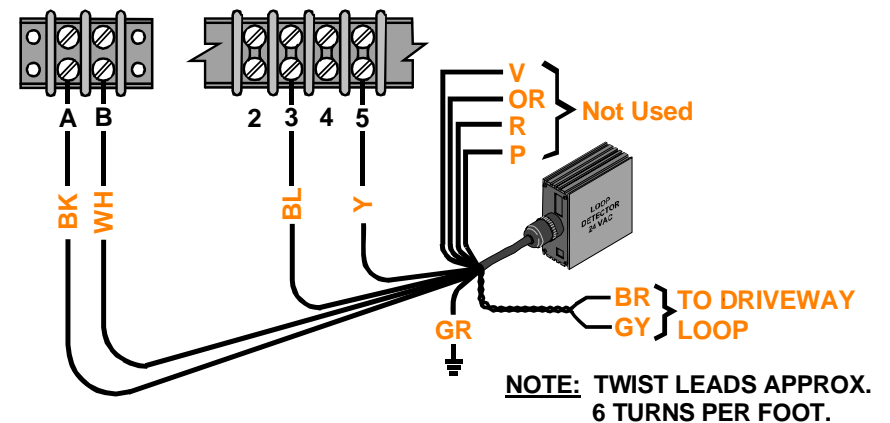 V
OR
R
P
Not Used
A B
2 3 4 5
BK
WH
BL
Y
LOOP
DETECTOR
24 VAC
GR
BR
GY
TO DRIVEWAY
LOOP
NOTE: TWIST LEADS APPROX.
6 TURNS PER FOOT.